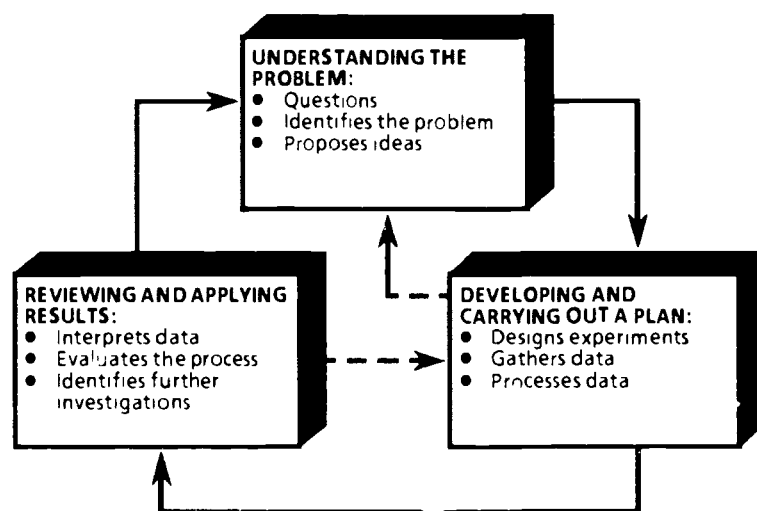 UNDERSTANDING THE
PROBLEM:
● Questions
● Identifies the problem
● Proposes ideas
REVIEWING AND APPLYING
RESULTS:
● Interprets data
● Evaluates the process
● Identifies further
investigations
DEVELOPING AND
CARRYING OUT A PLAN:
● Designs experiments
● Gathers data
● Processes data